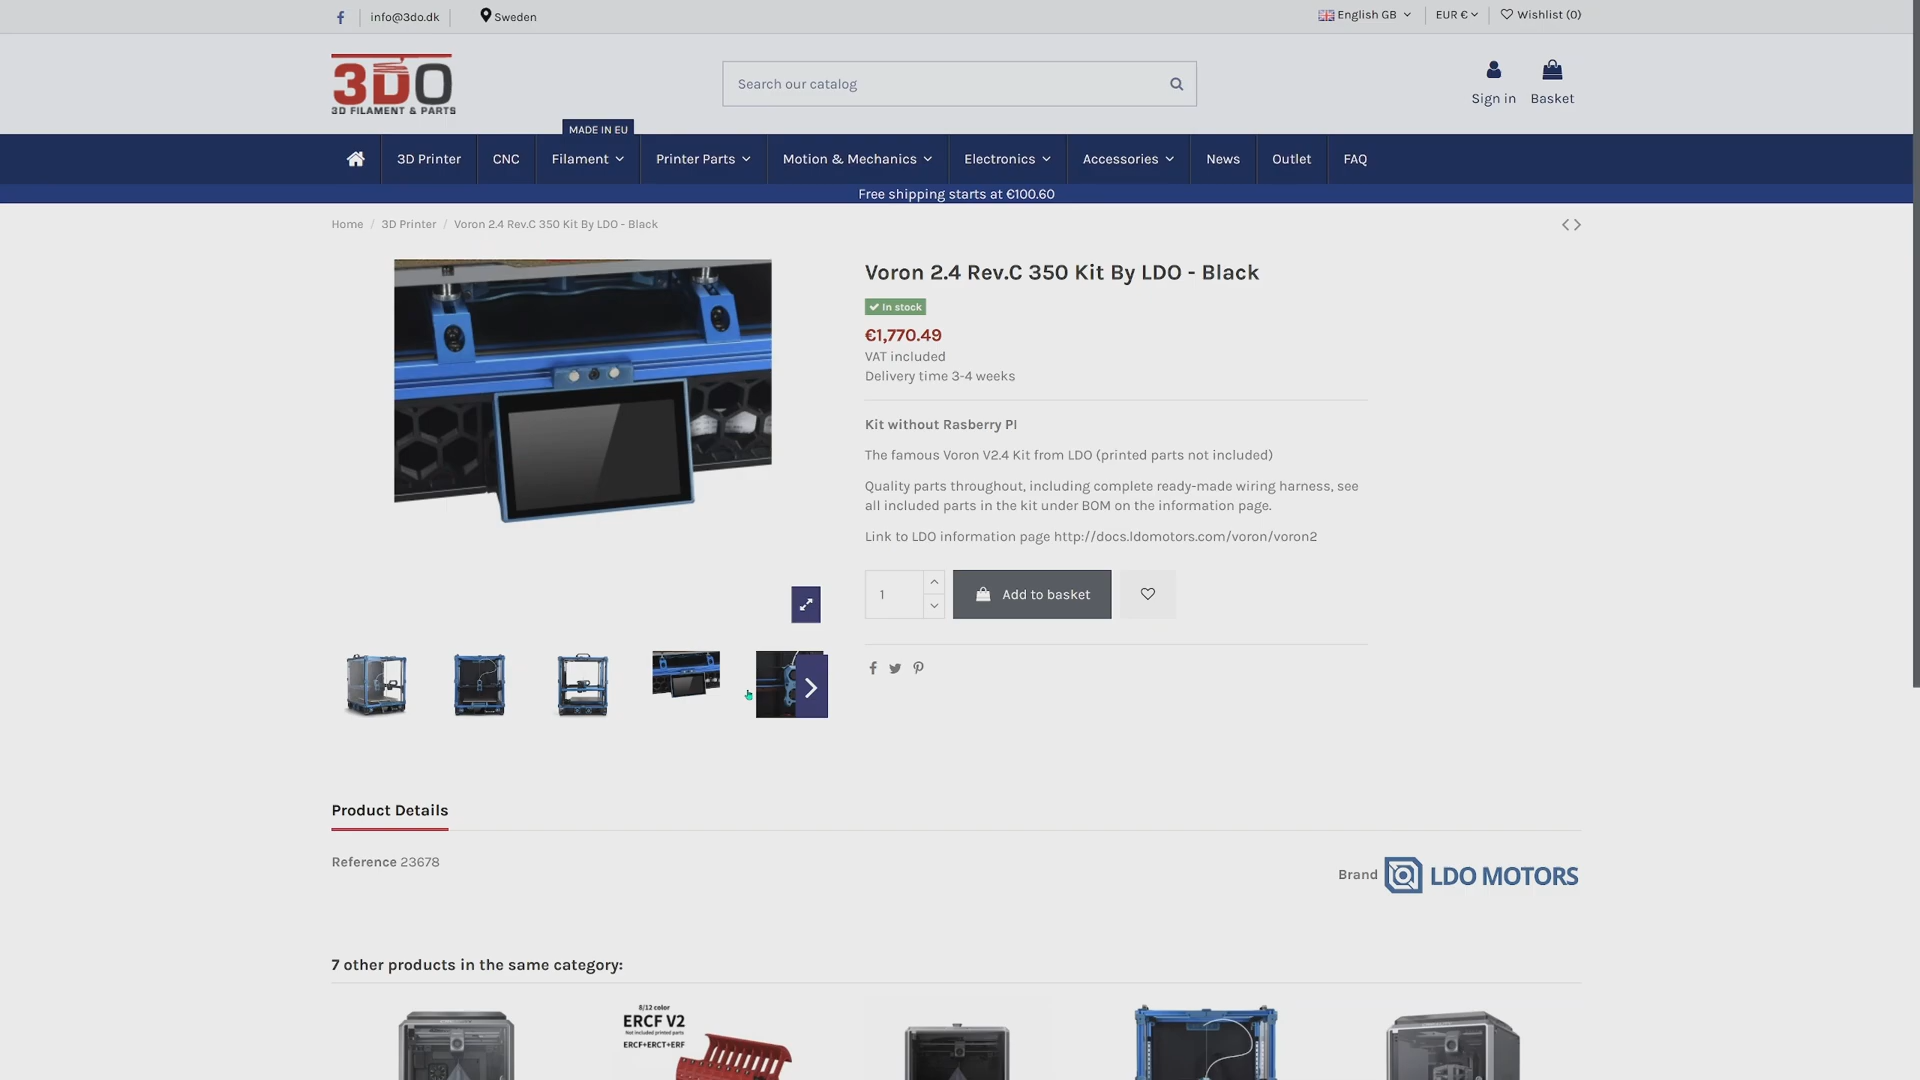 info@3do.dk
Sweden
English GB
EUR €
Wishlist (0)
3DO
3D FILAMENT & PARTS
Search our catalog
Sign in
Basket
MADE IN EU
3D Printer
CNC
Filament
Printer Parts
Motion & Mechanics
Electronics
Accessories
News
Outlet
FAQ
Free shipping starts at €100.60
Home / 3D Printer / Voron 2.4 Rev.C 350 Kit By LDO - Black
Voron 2.4 Rev.C 350 Kit By LDO - Black
In stock
€1,770.49
VAT included
Delivery time 3-4 weeks
Kit without Rasberry PI
The famous Voron V2.4 Kit from LDO (printed parts not included)
Quality parts throughout, including complete ready-made wiring harness, see
all included parts in the kit under BOM on the information page.
Link to LDO information page http://docs.ldomotors.com/voron/voron2
1
Add to basket
Product Details
Reference 23678
Brand
LDO MOTORS
7 other products in the same category:
8/12 color
ERCF V2
Not included printed parts
ERCF+ERCT+ERF